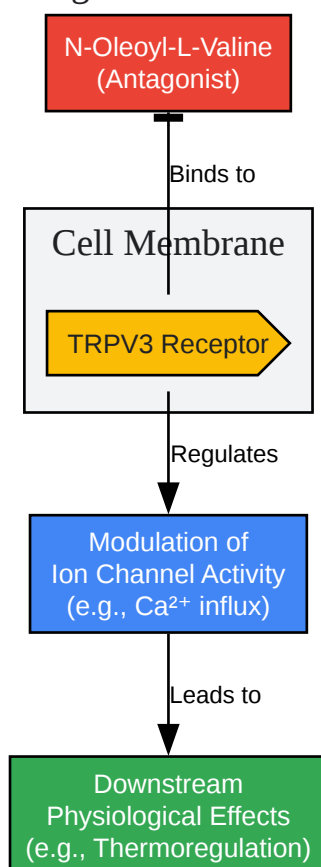 N-Oleoyl-L-Valine
(Antagonist)
Binds to
Cell Membrane
TRPV3 Receptor
Regulates
Modulation of
Ion Channel Activity
(e.g., Ca²⁺ influx)
Leads to
Downstream
Physiological Effects
(e.g., Thermoregulation)